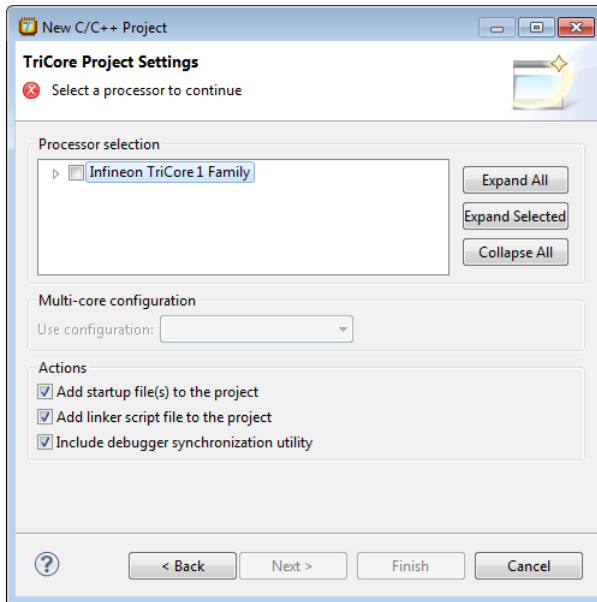 New C/C++ Project
TriCore Project Settings
Select a processor to continue
Processor selection
Infineon TriCore 1 Family
Expand All
Expand Selected
Collapse All
Multi-core configuration
Use configuration:
Actions
Add startup file(s) to the project
Add linker script file to the project
Include debugger synchronization utility
?
< Back
Next >
Finish
Cancel